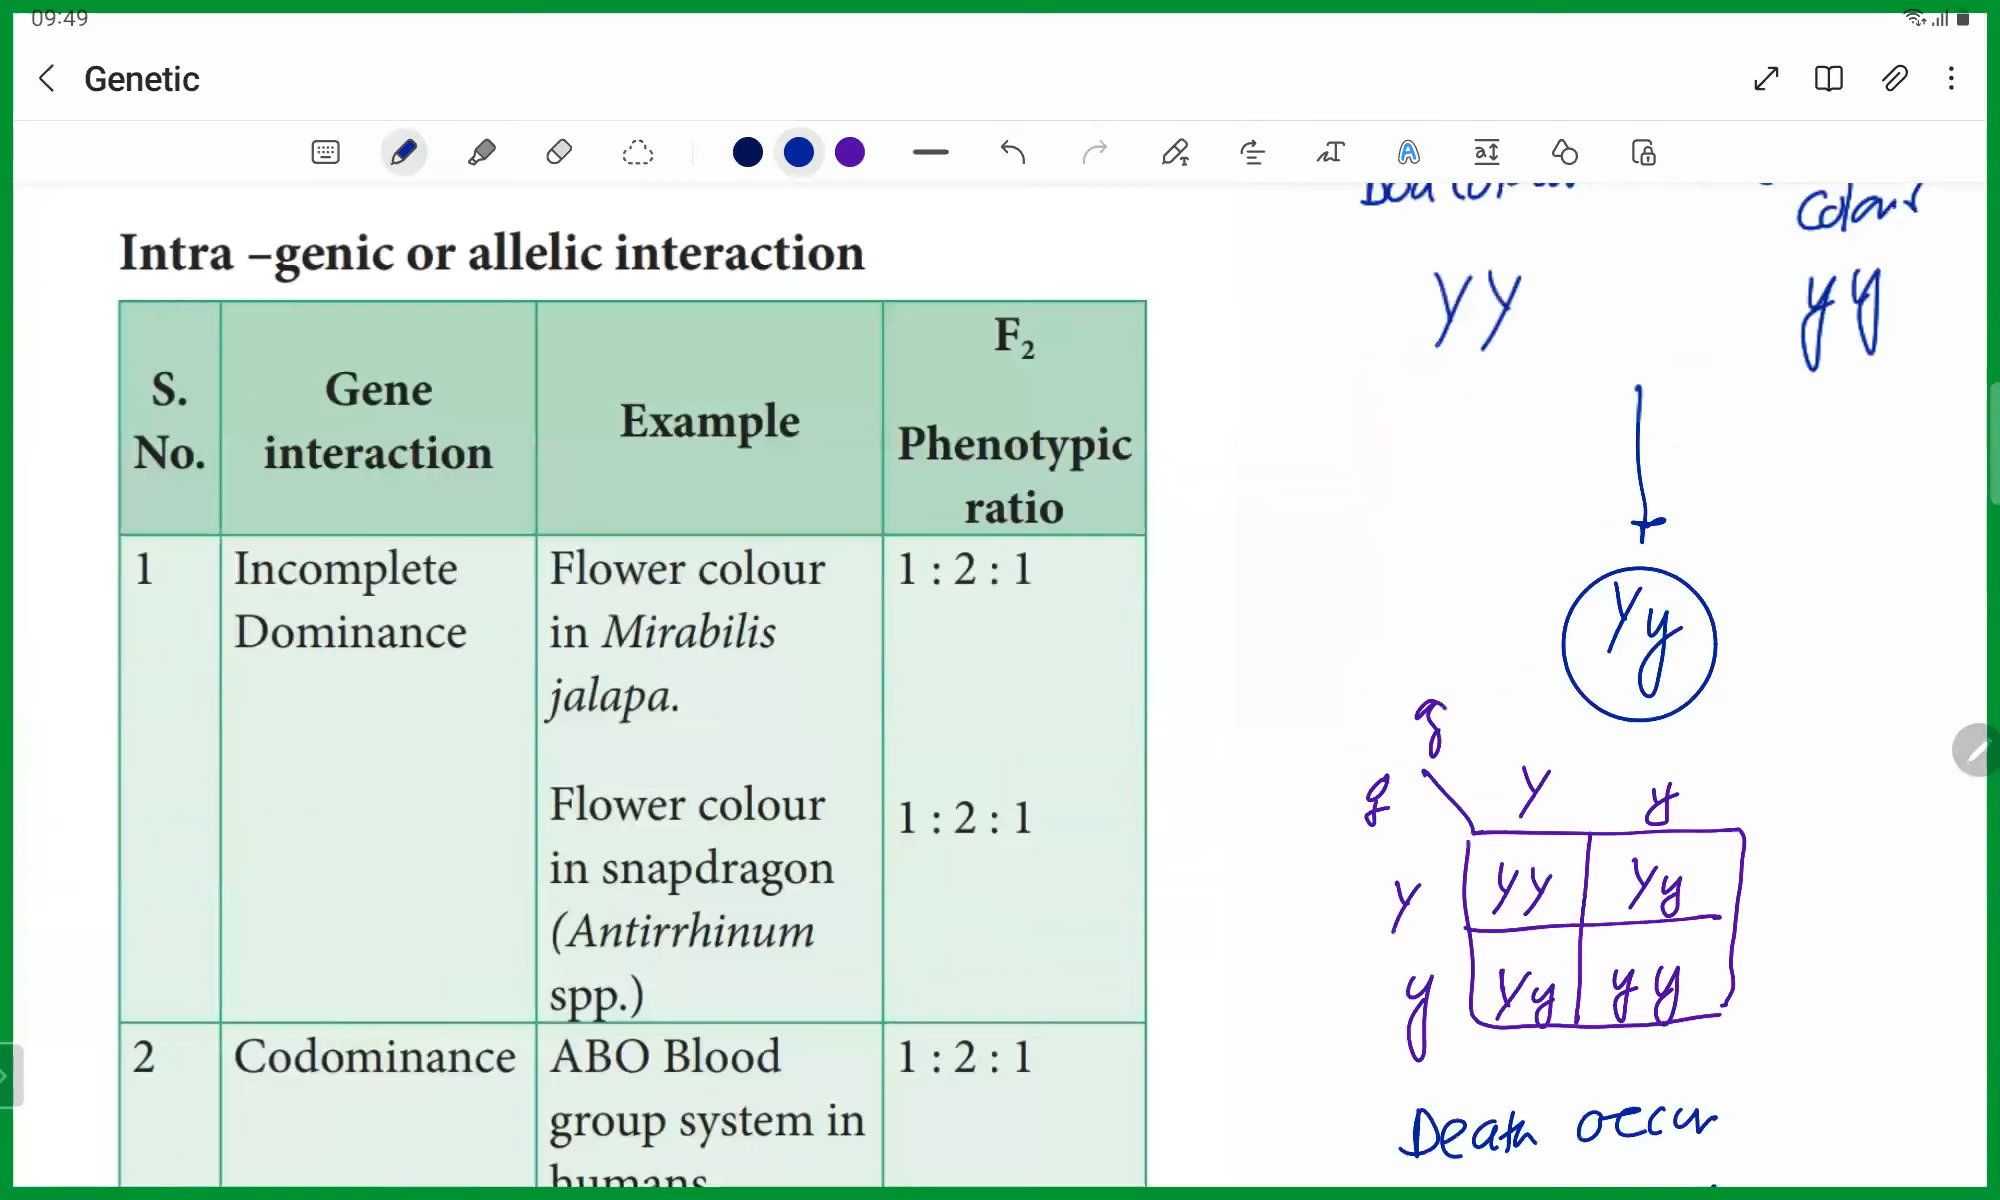 09:49
Genetic
Intra –genic or allelic interaction
S. No.
Gene interaction
Example
F₂ Phenotypic ratio
1
Incomplete Dominance
Flower colour
in Mirabilis
jalapa.
1 : 2 : 1
Flower colour
in snapdragon
(Antirrhinum
spp.)
1 : 2 : 1
2
Codominance
ABO Blood
group system in
humans
1 : 2 : 1
Colour
YY
yy
Yy
Y y
Y YY Yy
y Yy yy
Death occur